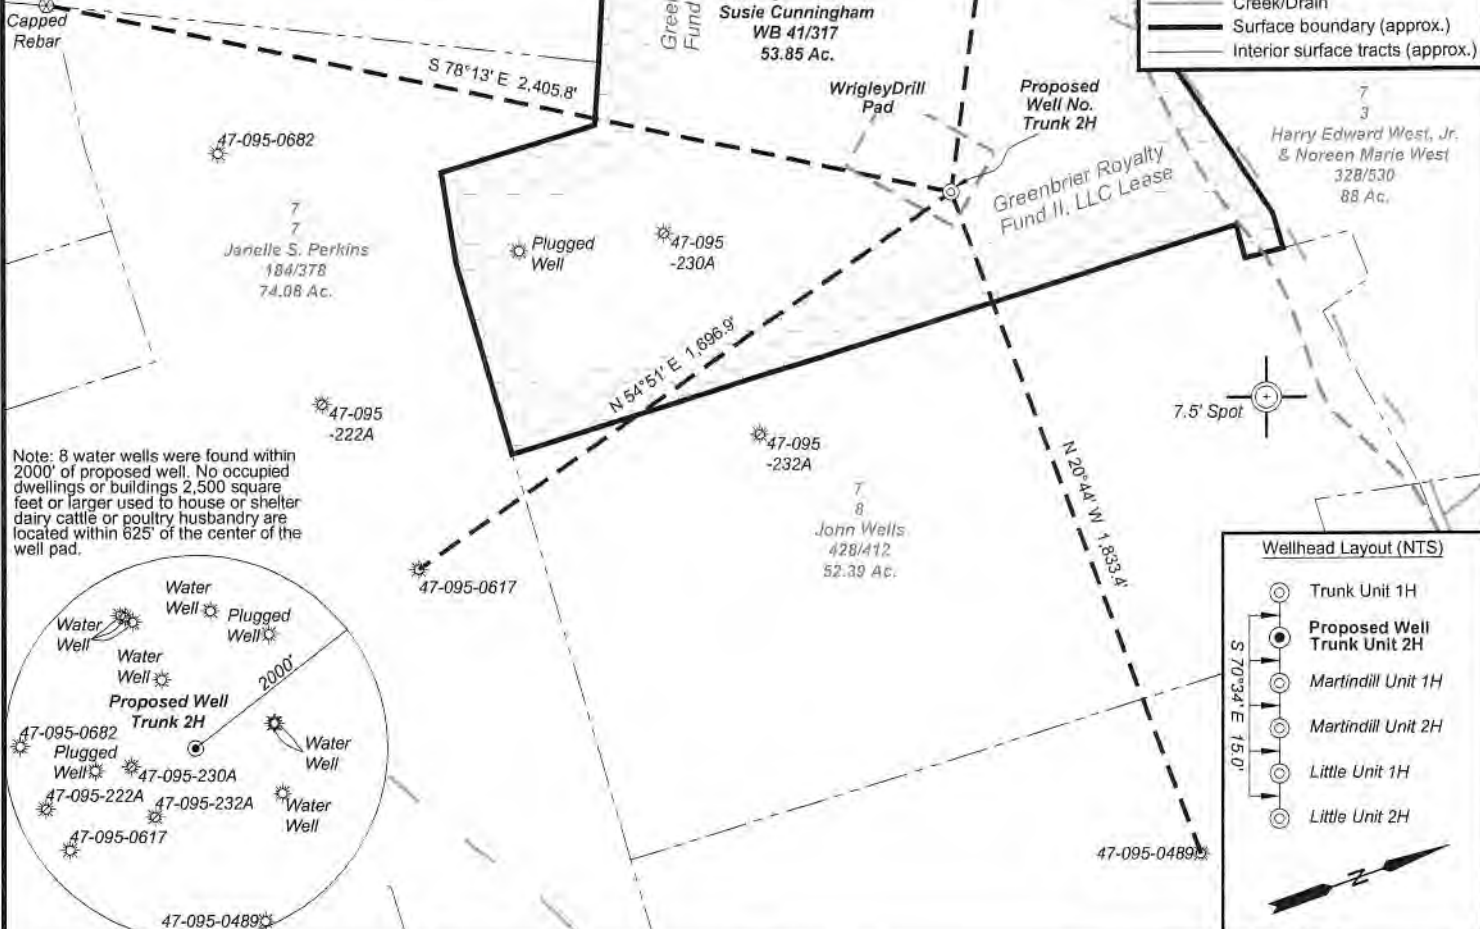 Capped
Rebar
S 78°13' E 2,405.8'
Susie Cunningham
WB 41/317
53.85 Ac.
Creek/Drain
Surface boundary (approx.)
Interior surface tracts (approx.)
WrigleyDrill
Pad
Proposed
Well No.
Trunk 2H
7
3
Harry Edward West, Jr.
& Noreen Marie West
328/530
88 Ac.
47-095-0682
Greenbrier Royalty
Fund II, LLC Lease
7
7
Janelle S. Perkins
184/378
74.08 Ac.
Plugged
Well
47-095
-230A
N 54°51' E 1,696.9'
47-095
-222A
7.5' Spot
47-095
-232A
N 20°44' W 1,833.4'
7
8
John Wells
428/412
52.39 Ac.
Note: 8 water wells were found within
2000' of proposed well. No occupied
dwellings or buildings 2,500 square
feet or larger used to house or shelter
dairy cattle or poultry husbandry are
located within 625' of the center of the
well pad.
47-095-0617
Water
Well
Plugged
Well
Water
Well
Water
Well
2000'
Proposed Well
Trunk 2H
47-095-0682
Plugged
Well
47-095-230A
Water
Well
47-095-222A
47-095-232A
Water
Well
47-095-0617
47-095-0489
47-095-0489
Wellhead Layout (NTS)
Trunk Unit 1H
Proposed Well
Trunk Unit 2H
Martindill Unit 1H
Martindill Unit 2H
Little Unit 1H
Little Unit 2H
S 70°34' E 15.0'
N